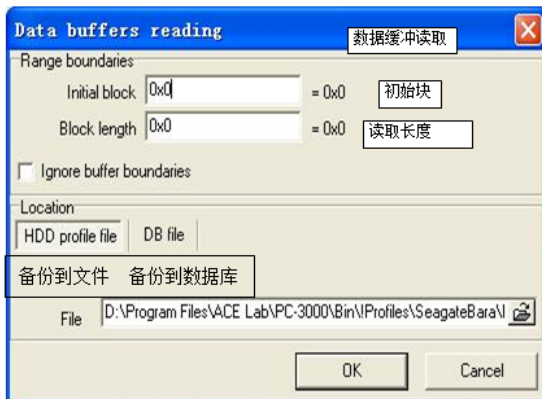 Data buffers reading
数据缓冲读取
Range boundaries
Initial block 0x0 = 0x0 初始块
Block length 0x0 = 0x0 读取长度
Ignore buffer boundaries
Location
HDD profile file DB file
备份到文件 备份到数据库
File D:\Program Files\ACE Lab\PC-3000\Bin\IProfiles\SeagateBara\I
OK Cancel